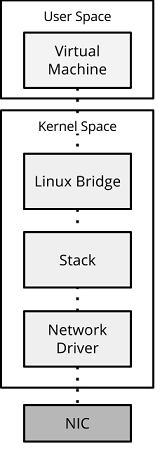 User Space
Virtual
Machine
Kernel Space
Linux Bridge
Stack
Network
Driver
NIC